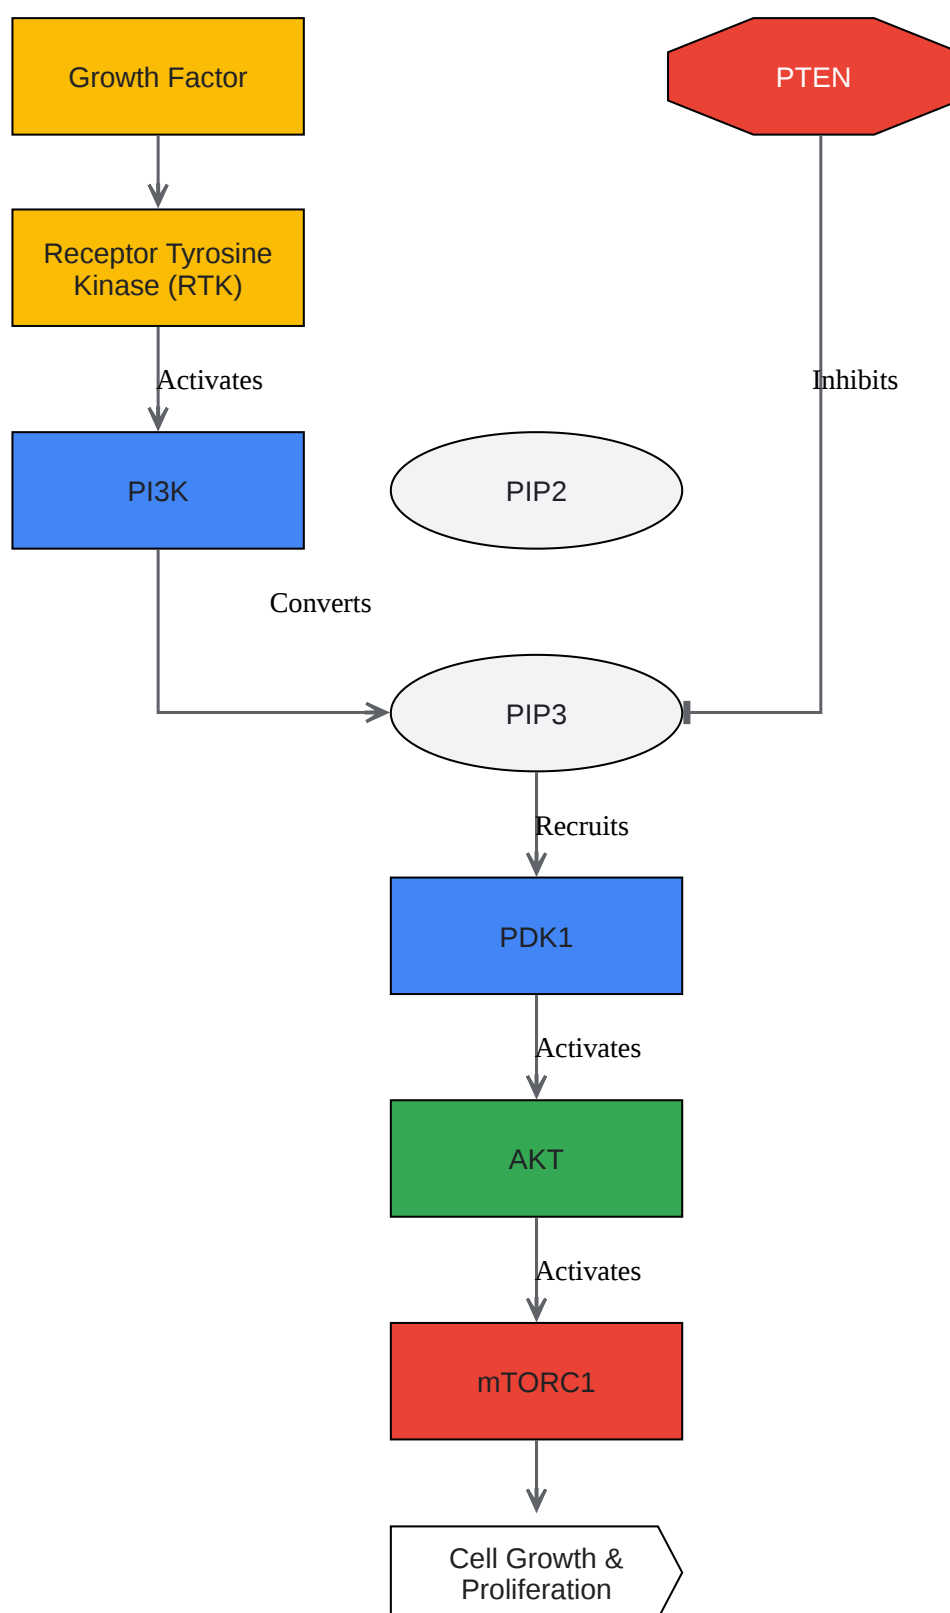 Growth Factor
PTEN
Receptor Tyrosine
Kinase (RTK)
Activates
Inhibits
PI3K
PIP2
Converts
PIP3
Recruits
PDK1
Activates
AKT
Activates
mTORC1
Cell Growth &
Proliferation